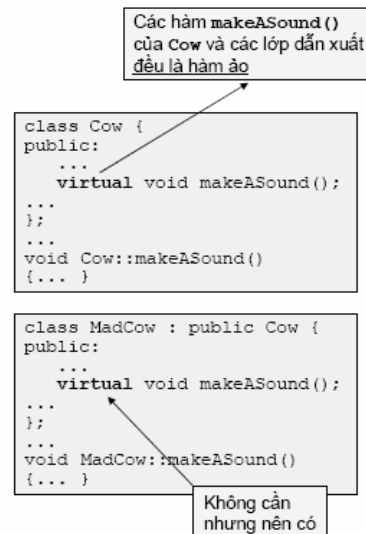 Các hàm makeASound()
của Cow và các lớp dẫn xuất
đều là hàm ảo
class Cow {
public:
...
virtual void makeASound();
...
};
...
void Cow::makeASound()
{... }
class MadCow : public Cow {
public:
...
virtual void makeASound();
...
};
...
void MadCow::makeASound()
{... }
Không cần
nhưng nên có